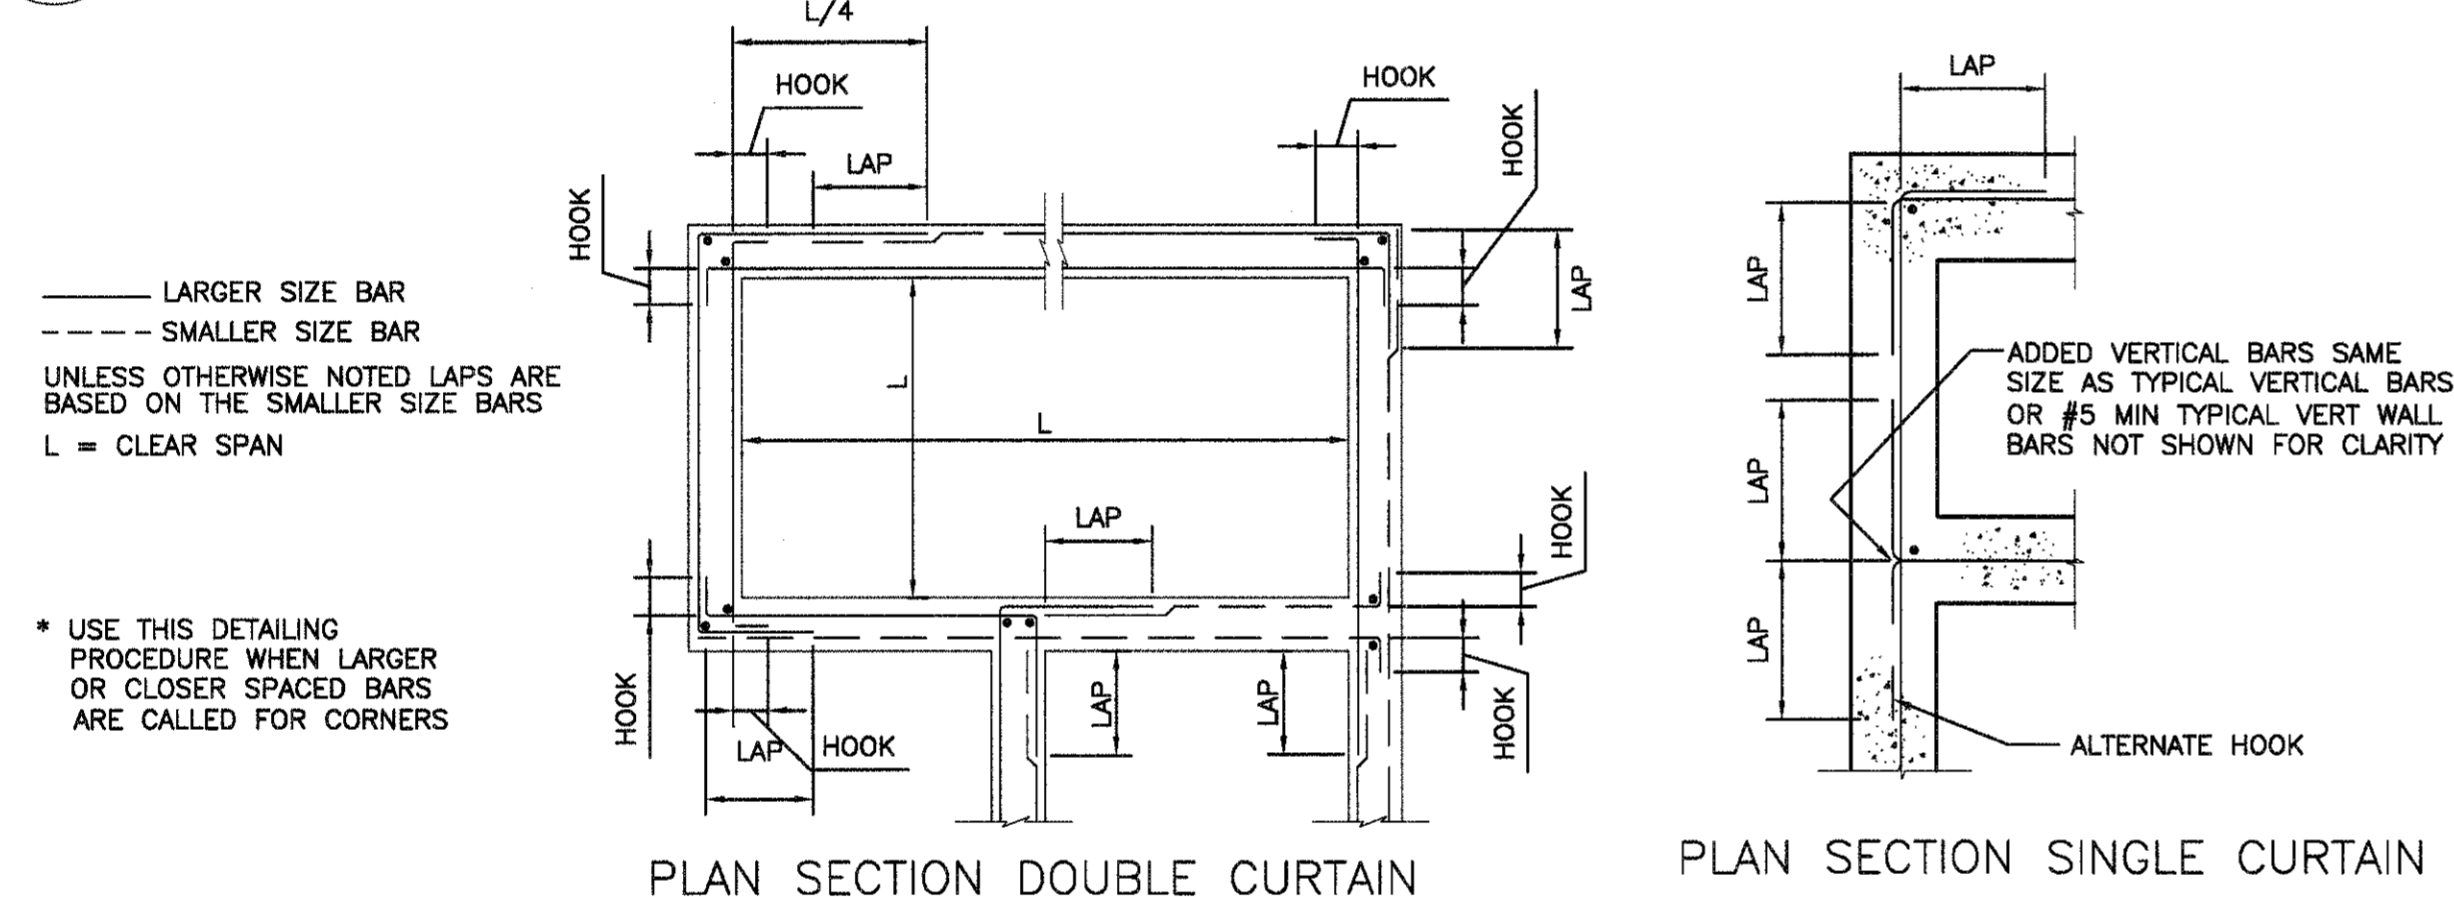 L/4
HOOK
HOOK
LAP
HOOK
HOOK
LAP
LAP
LARGER SIZE BAR
SMALLER SIZE BAR
UNLESS OTHERWISE NOTED LAPS ARE
BASED ON THE SMALLER SIZE BARS
L = CLEAR SPAN
L
L
LAP
HOOK
* USE THIS DETAILING
PROCEDURE WHEN LARGER
OR CLOSER SPACED BARS
ARE CALLED FOR CORNERS
HOOK
LAP
HOOK
LAP
LAP
HOOK
PLAN SECTION DOUBLE CURTAIN
LAP
LAP
LAP
ADDED VERTICAL BARS SAME
SIZE AS TYPICAL VERTICAL BARS
OR #5 MIN TYPICAL VERT WALL
BARS NOT SHOWN FOR CLARITY
LAP
ALTERNATE HOOK
PLAN SECTION SINGLE CURTAIN